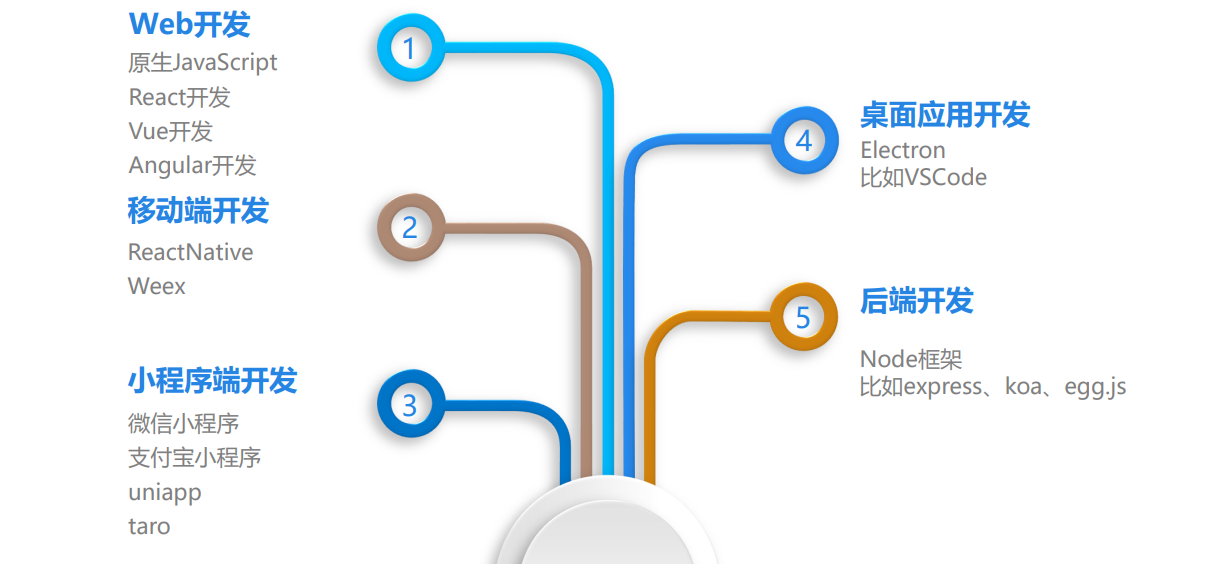 Web开发
原生JavaScript
React开发
Vue开发
Angular开发
1
移动端开发
ReactNative
Weex
2
小程序端开发
微信小程序
支付宝小程序
uniapp
taro
3
4
桌面应用开发
Electron
比如VSCode
5
后端开发
Node框架
比如express、koa、egg.js